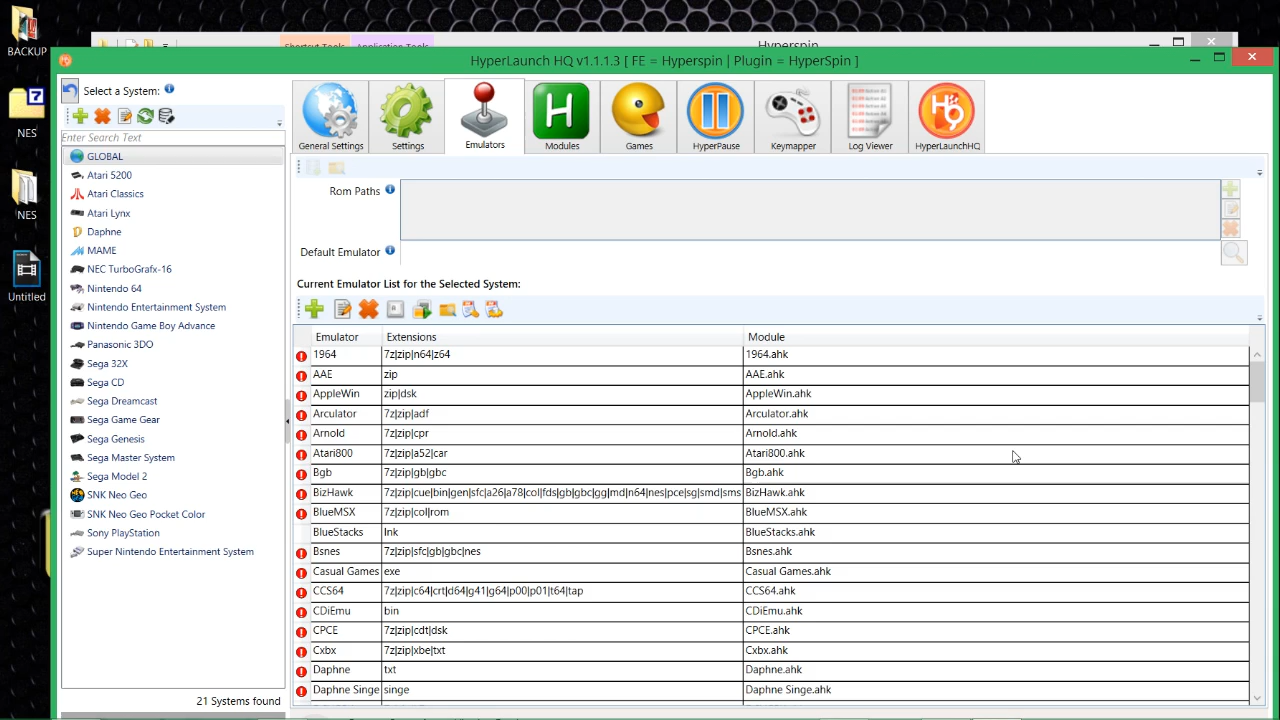 BACKUP
NES
NES
Untitled
Shortcut Tools
Application Tools
Hyperspin
HyperLaunch HQ v1.1.1.3 [ FE = Hyperspin | Plugin = HyperSpin ]
Select a System:
Enter Search Text
GLOBAL
Atari 5200
Atari Classics
Atari Lynx
Daphne
MAME
NEC TurboGrafx-16
Nintendo 64
Nintendo Entertainment System
Nintendo Game Boy Advance
Panasonic 3DO
Sega 32X
Sega CD
Sega Dreamcast
Sega Game Gear
Sega Genesis
Sega Master System
Sega Model 2
SNK Neo Geo
SNK Neo Geo Pocket Color
Sony PlayStation
Super Nintendo Entertainment System
21 Systems found
General Settings
Settings
Emulators
Modules
Games
HyperPause
Keymapper
Log Viewer
HyperLaunchHQ
Rom Paths
Default Emulator
Current Emulator List for the Selected System:
Emulator Extensions Module
1964 7z|zip|n64|z64 1964.ahk
AAE zip AAE.ahk
AppleWin zip|dsk AppleWin.ahk
Arculator 7z|zip|adf Arculator.ahk
Arnold 7z|zip|cpr Arnold.ahk
Atari800 7z|zip|a52|car Atari800.ahk
Bgb 7z|zip|gb|gbc Bgb.ahk
BizHawk 7z|zip|cue|bin|gen|sfc|a26|a78|col|fds|gb|gbc|gg|md|n64|nes|pce|sg|smd|sms BizHawk.ahk
BlueMSX 7z|zip|col|rom BlueMSX.ahk
BlueStacks lnk BlueStacks.ahk
Bsnes 7z|zip|sfc|gb|gbc|nes Bsnes.ahk
Casual Games exe Casual Games.ahk
CCS64 7z|zip|c64|crt|d64|g41|g64|p00|p01|t64|tap CCS64.ahk
CDiEmu bin CDiEmu.ahk
CPCE 7z|zip|cdt|dsk CPCE.ahk
Cxbx 7z|zip|xbe|txt Cxbx.ahk
Daphne txt Daphne.ahk
Daphne Singe singe Daphne Singe.ahk